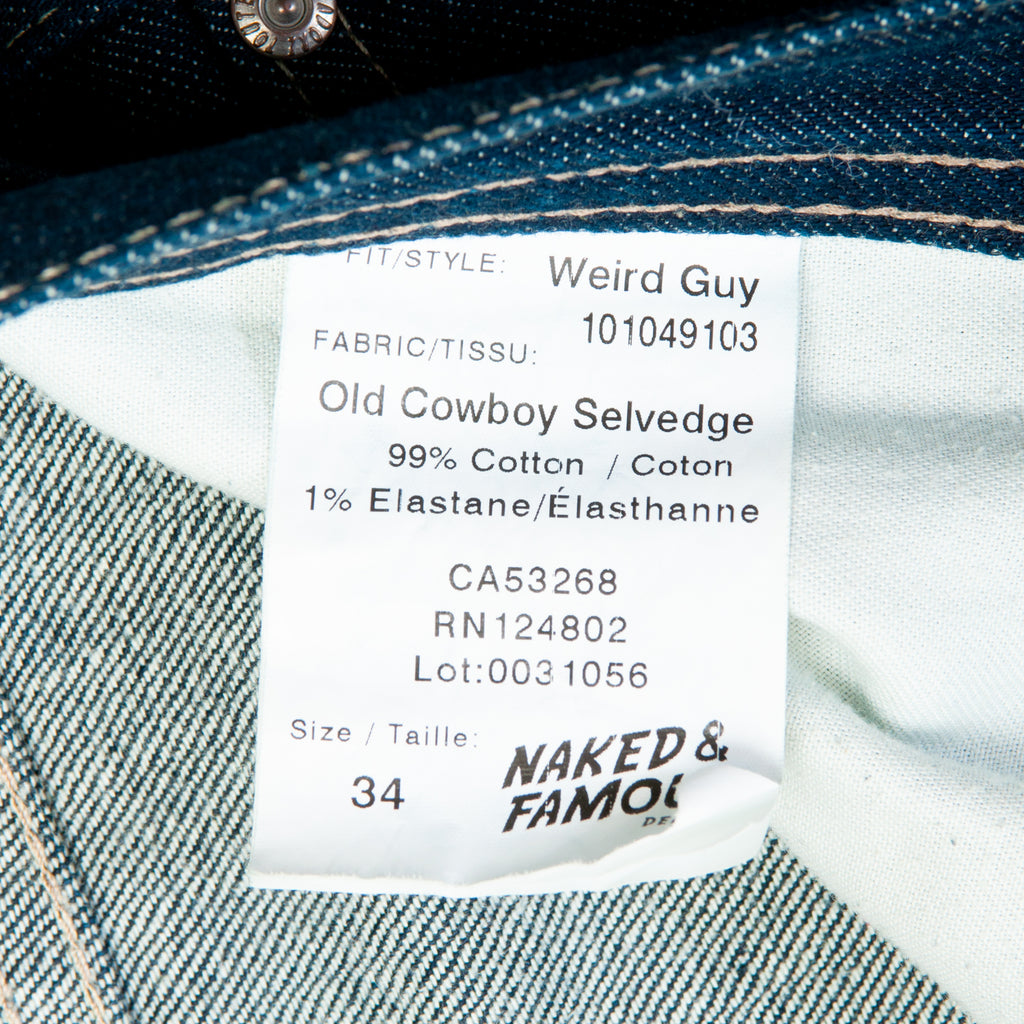 FIT/STYLE: Weird Guy
101049103
FABRIC/TISSU:
Old Cowboy Selvedge
99% Cotton / Coton
1% Elastane/Élasthanne
CA53268
RN124802
Lot:0031056
Size / Taille:
34
NAKED &